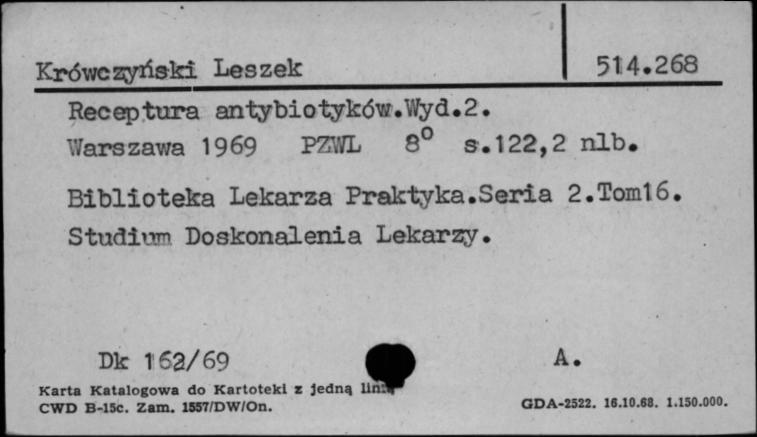 Krówczyński Leszek 514.268
Receptura antybiotyków.Wyd.2.
Warszawa 1969 PZWL 8° s.122,2 nlb.
Biblioteka Lekarza Praktyka.Seria 2.Tom16.
Studium Doskonalenia Lekarzy.
Dk 162/69 A.
Karta Katalogowa do Kartoteki z jedną linią
CWD B-15c. Zam. 1557/DW/On. GDA-2522. 16.10.68. 1.150.000.